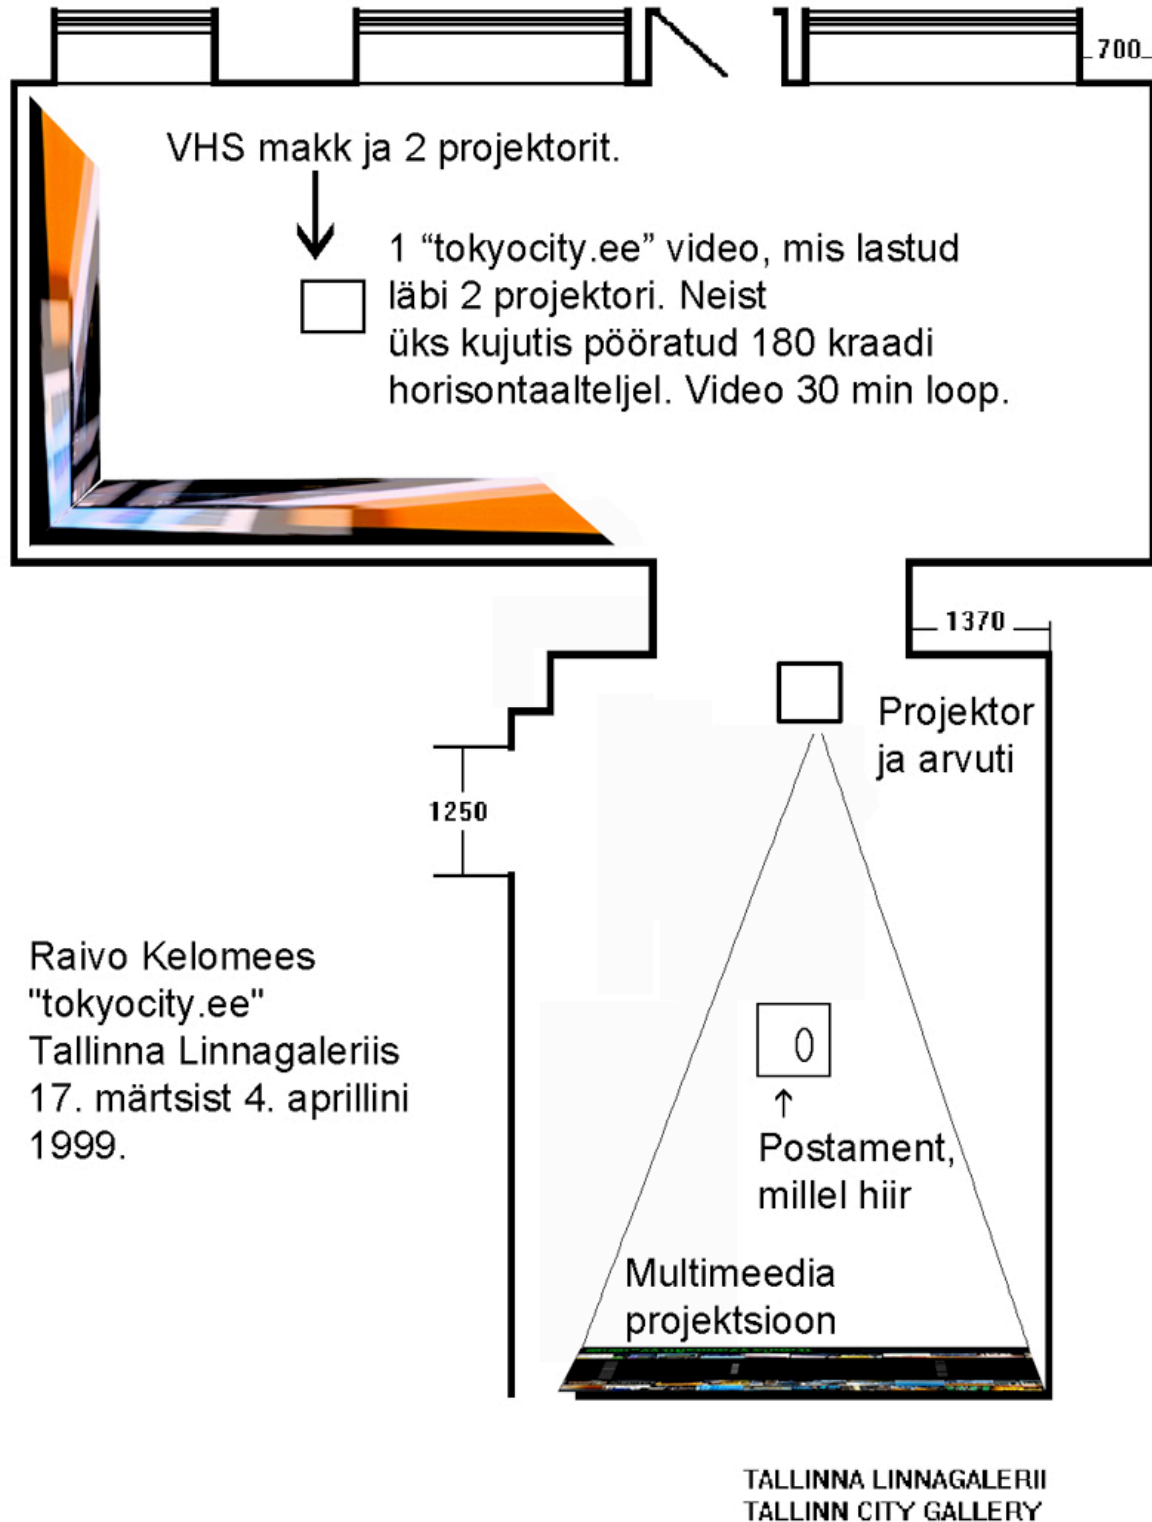 700
VHS makk ja 2 projektorit.
1 “tokyocity.ee” video, mis lastud
läbi 2 projektori. Neist
üks kujutis pööratud 180 kraadi
horisontaalteljel. Video 30 min loop.
1370
Projektor
ja arvuti
1250
Raivo Kelomees
"tokyocity.ee"
Tallinna Linnagaleriis
17. märtsist 4. aprillini
1999.
Postament,
millel hiir
Multimeedia
projektsioon
TALLINNA LINNAGALERII
TALLINN CITY GALLERY